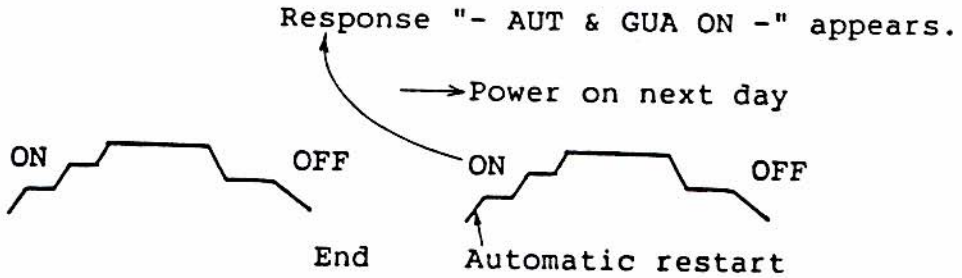 Response "- AUT & GUA ON -" appears.
Power on next day
ON OFF ON OFF
End Automatic restart